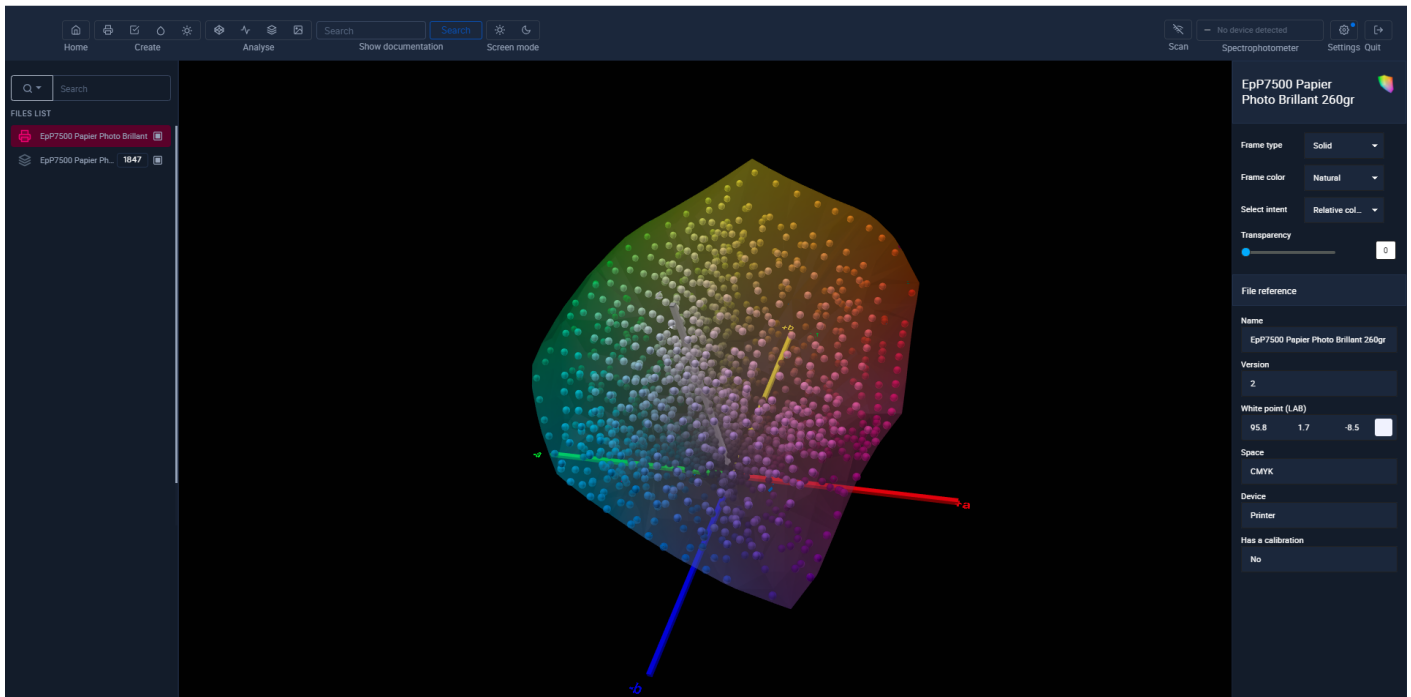 Search
Search
No device detected
Home
Create
Analyse
Show documentation
Screen mode
Scan
Spectrophotometer
Settings
Quit
Search
FILES LIST
EpP7500 Papier Photo Brillant
EpP7500 Papier Ph...
1847
+b
-a
+a
-b
EpP7500 Papier
Photo Brillant 260gr
Frame type
Solid
Frame color
Natural
Select intent
Relative col...
Transparency
0
File reference
Name
EpP7500 Papier Photo Brillant 260gr
Version
2
White point (LAB)
95.8 1.7 -8.5
Space
CMYK
Device
Printer
Has a calibration
No